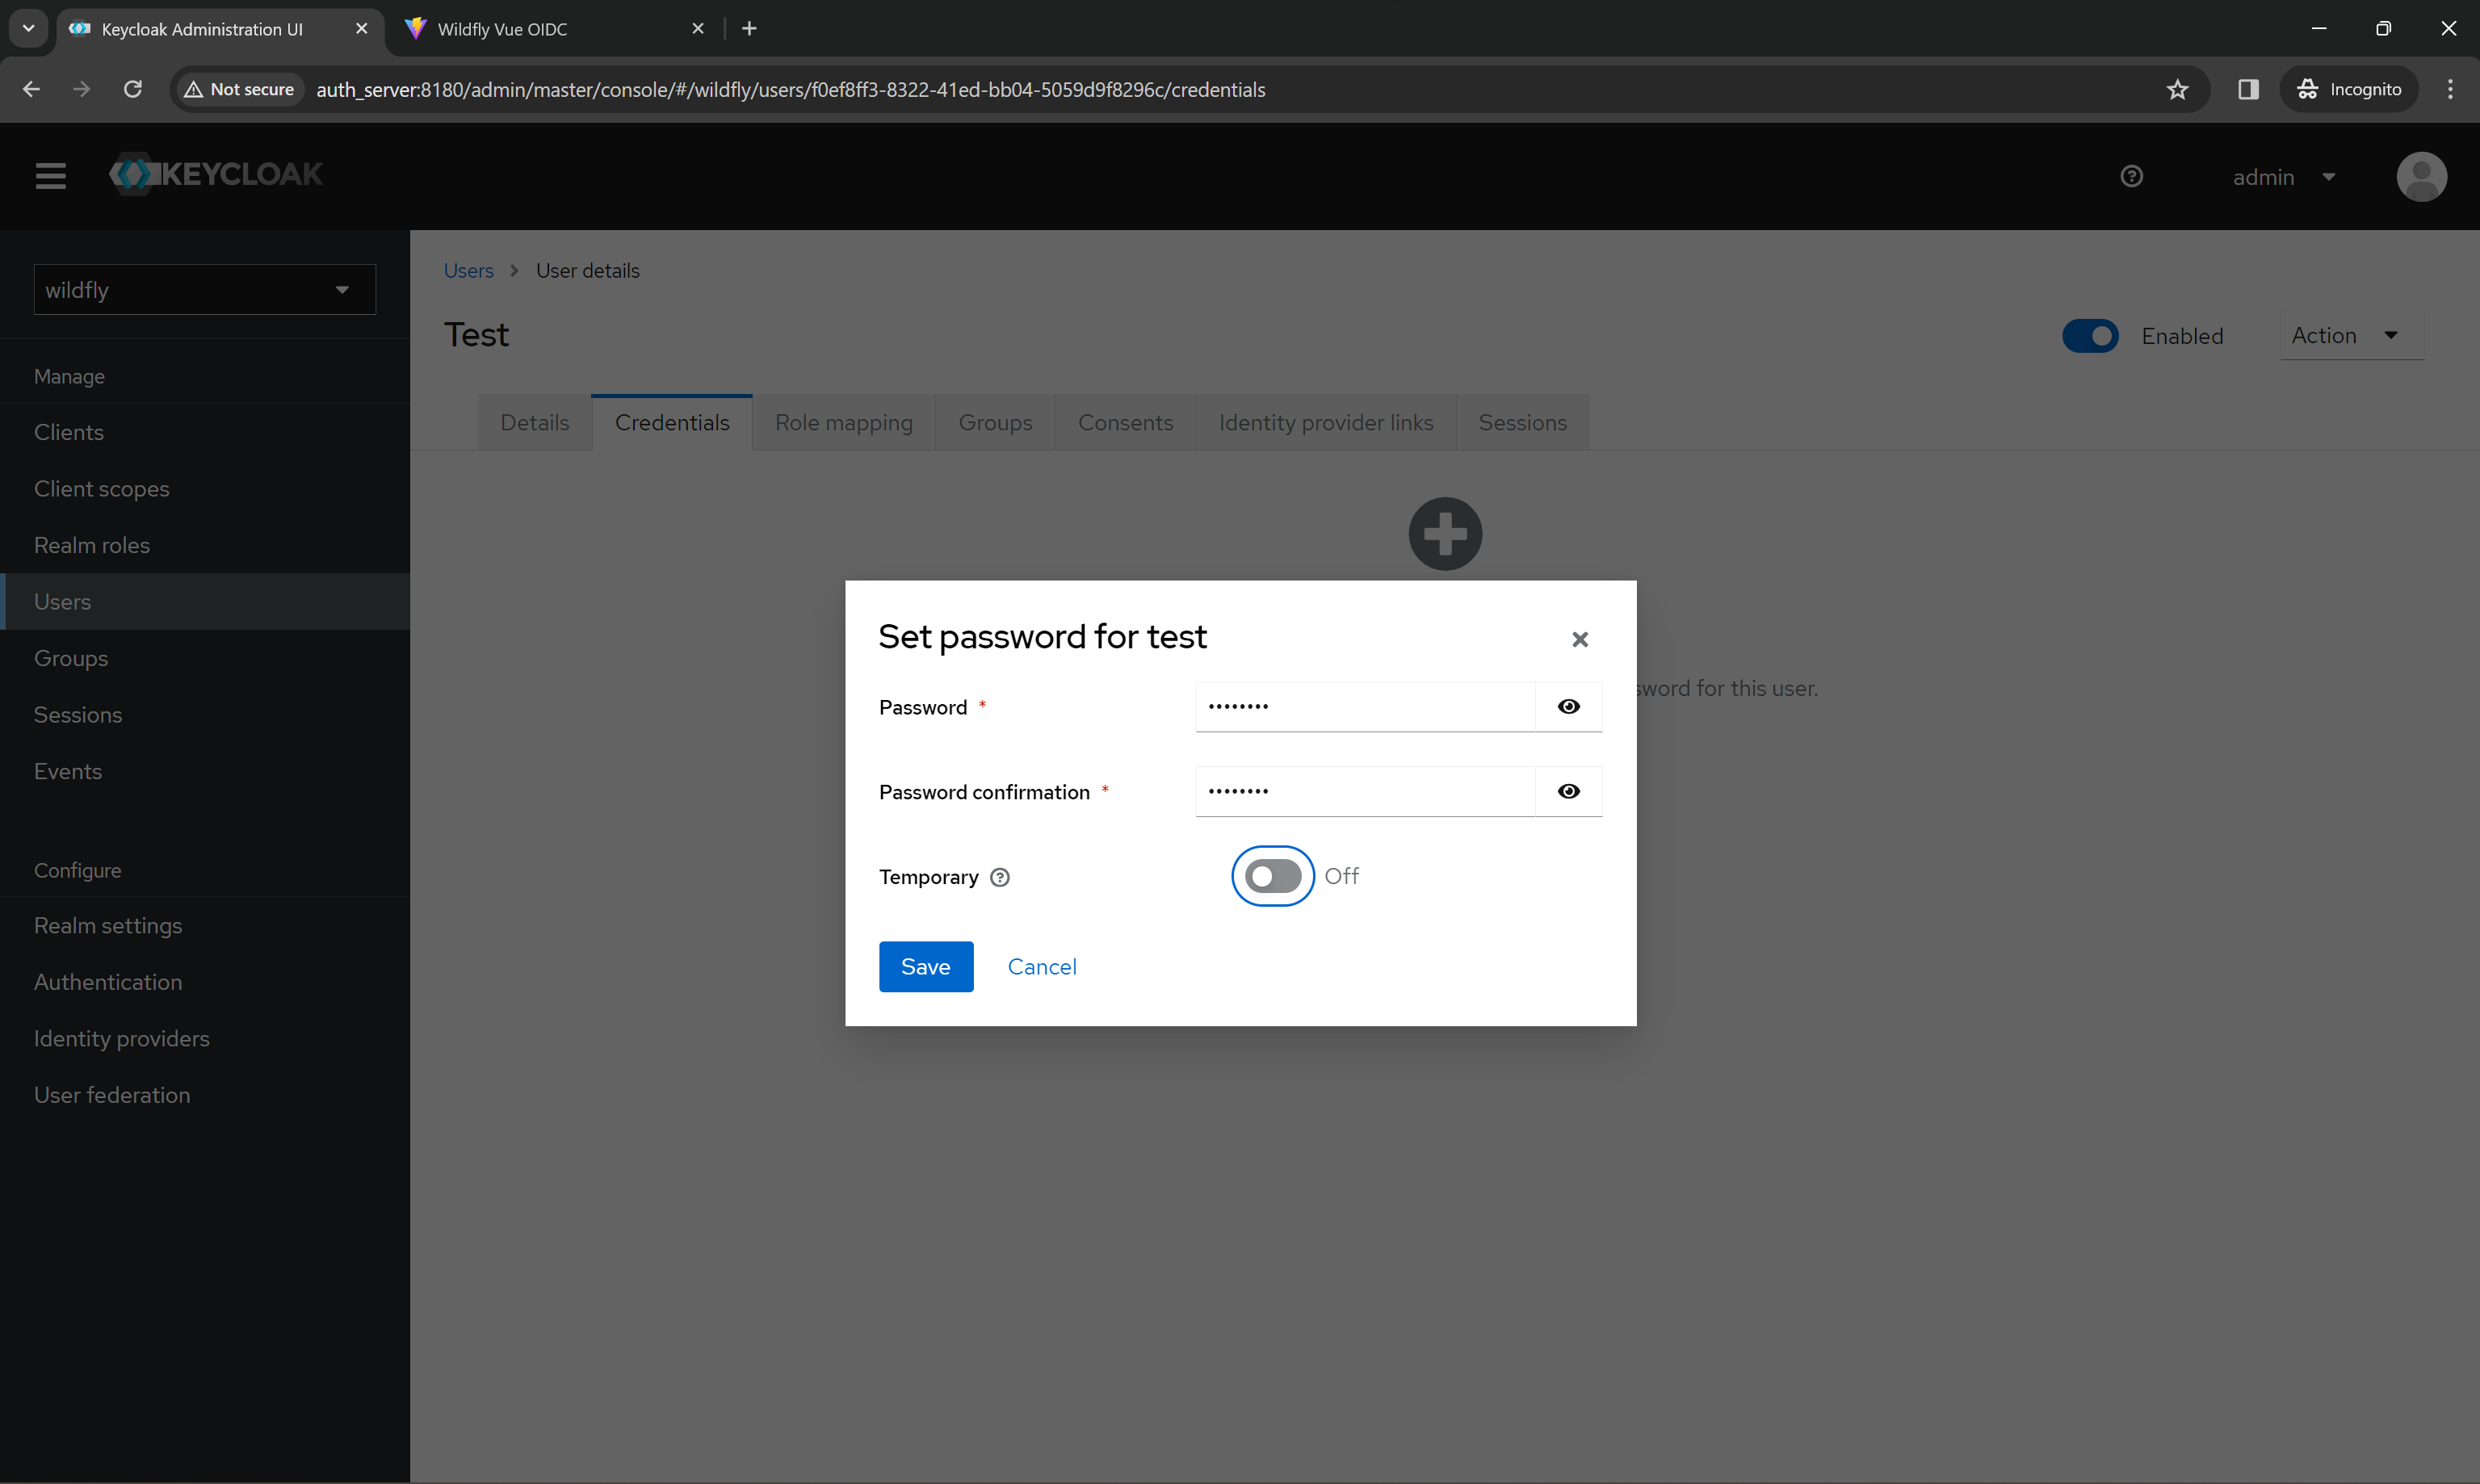 Keycloak Administration UI
Wildfly Vue OIDC
Not secure
auth_server:8180/admin/master/console/#/wildfly/users/f0ef8ff3-8322-41ed-bb04-5059d9f8296c/credentials
Incognito
KEYCLOAK
admin
wildfly
Manage
Clients
Client scopes
Realm roles
Users
Groups
Sessions
Events
Configure
Realm settings
Authentication
Identity providers
User federation
Users > User details
Test
Enabled
Action
Details Credentials Role mapping Groups Consents Identity provider links Sessions
sword for this user.
Set password for test
Password *
••••••••
Password confirmation *
••••••••
Temporary
Off
Save Cancel